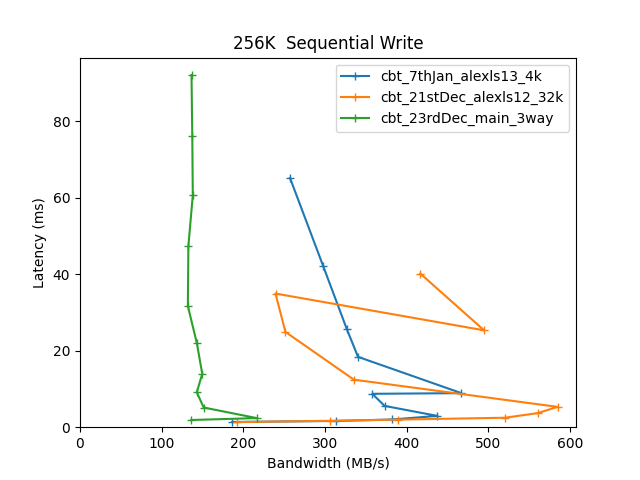 256K  Sequential Write
cbt_7thJan_alexls13_4k
cbt_21stDec_alexls12_32k
cbt_23rdDec_main_3way
Latency (ms)
80
60
40
20
0
0 100 200 300 400 500 600
Bandwidth (MB/s)